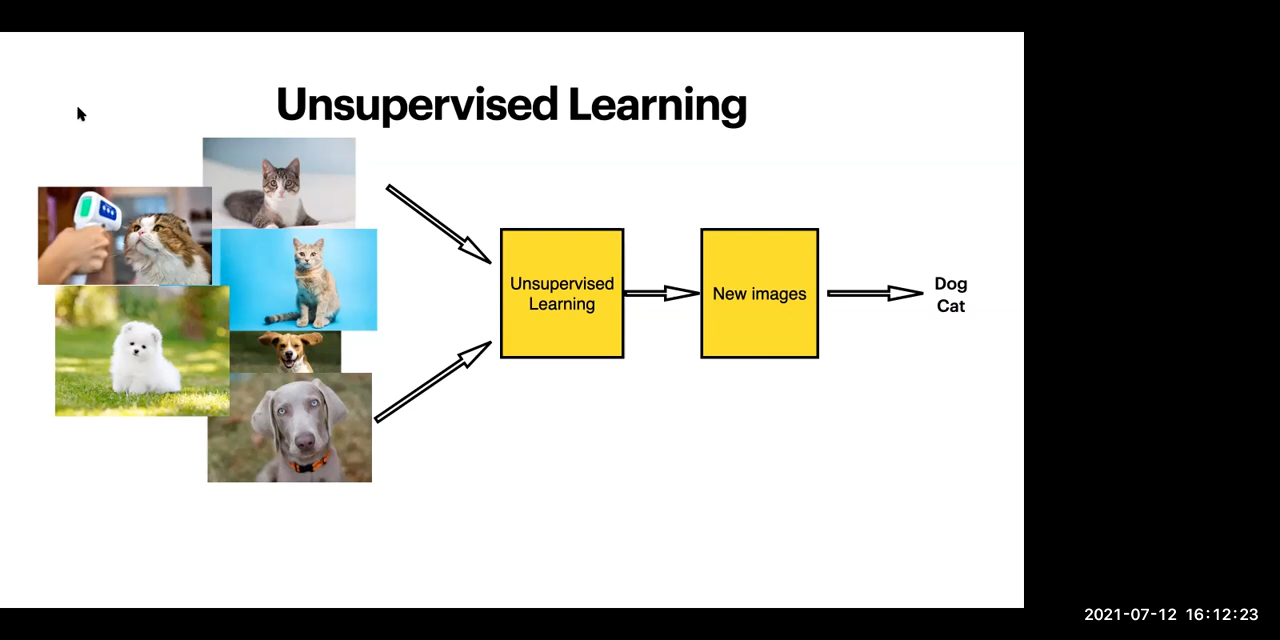 Unsupervised Learning
Unsupervised
Learning
New images
Dog
Cat
2021-07-12 16:12:23